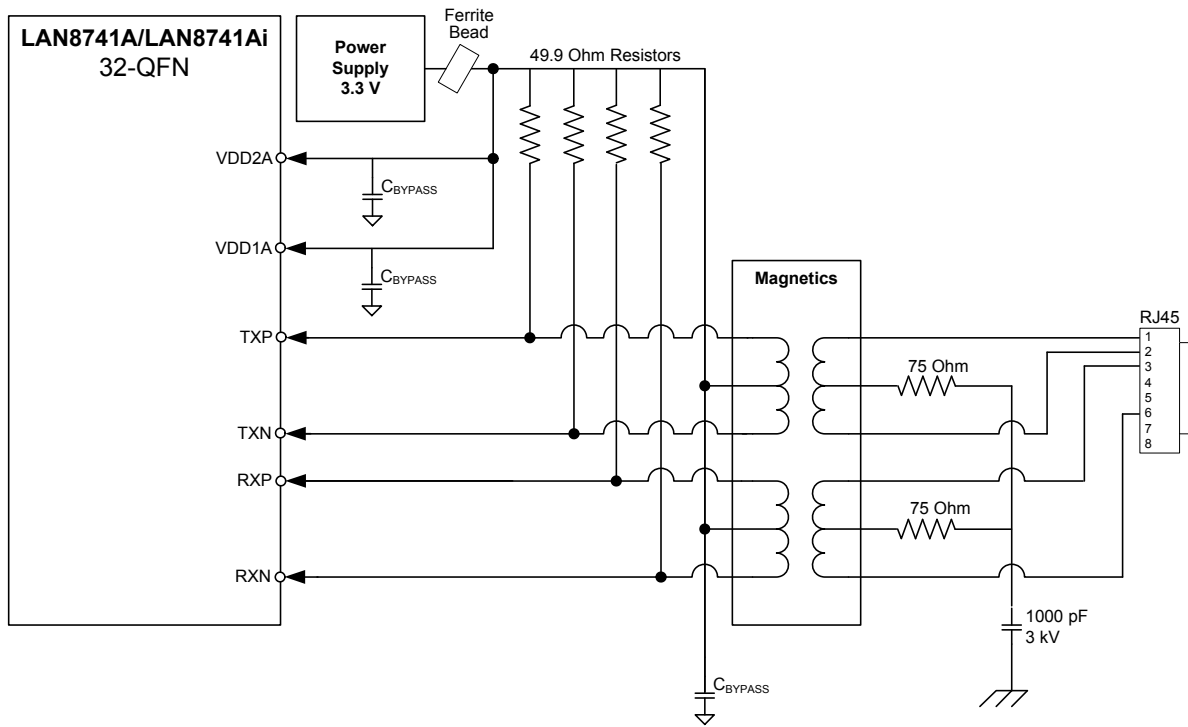 LAN8741A/LAN8741Ai
32-QFN
Power
Supply
3.3 V
Ferrite
Bead
49.9 Ohm Resistors
VDD2A
CBYPASS
VDD1A
CBYPASS
Magnetics
TXP
TXN
RXP
RXN
75 Ohm
75 Ohm
RJ45
1
2
3
4
5
6
7
8
1000 pF
3 kV
CBYPASS